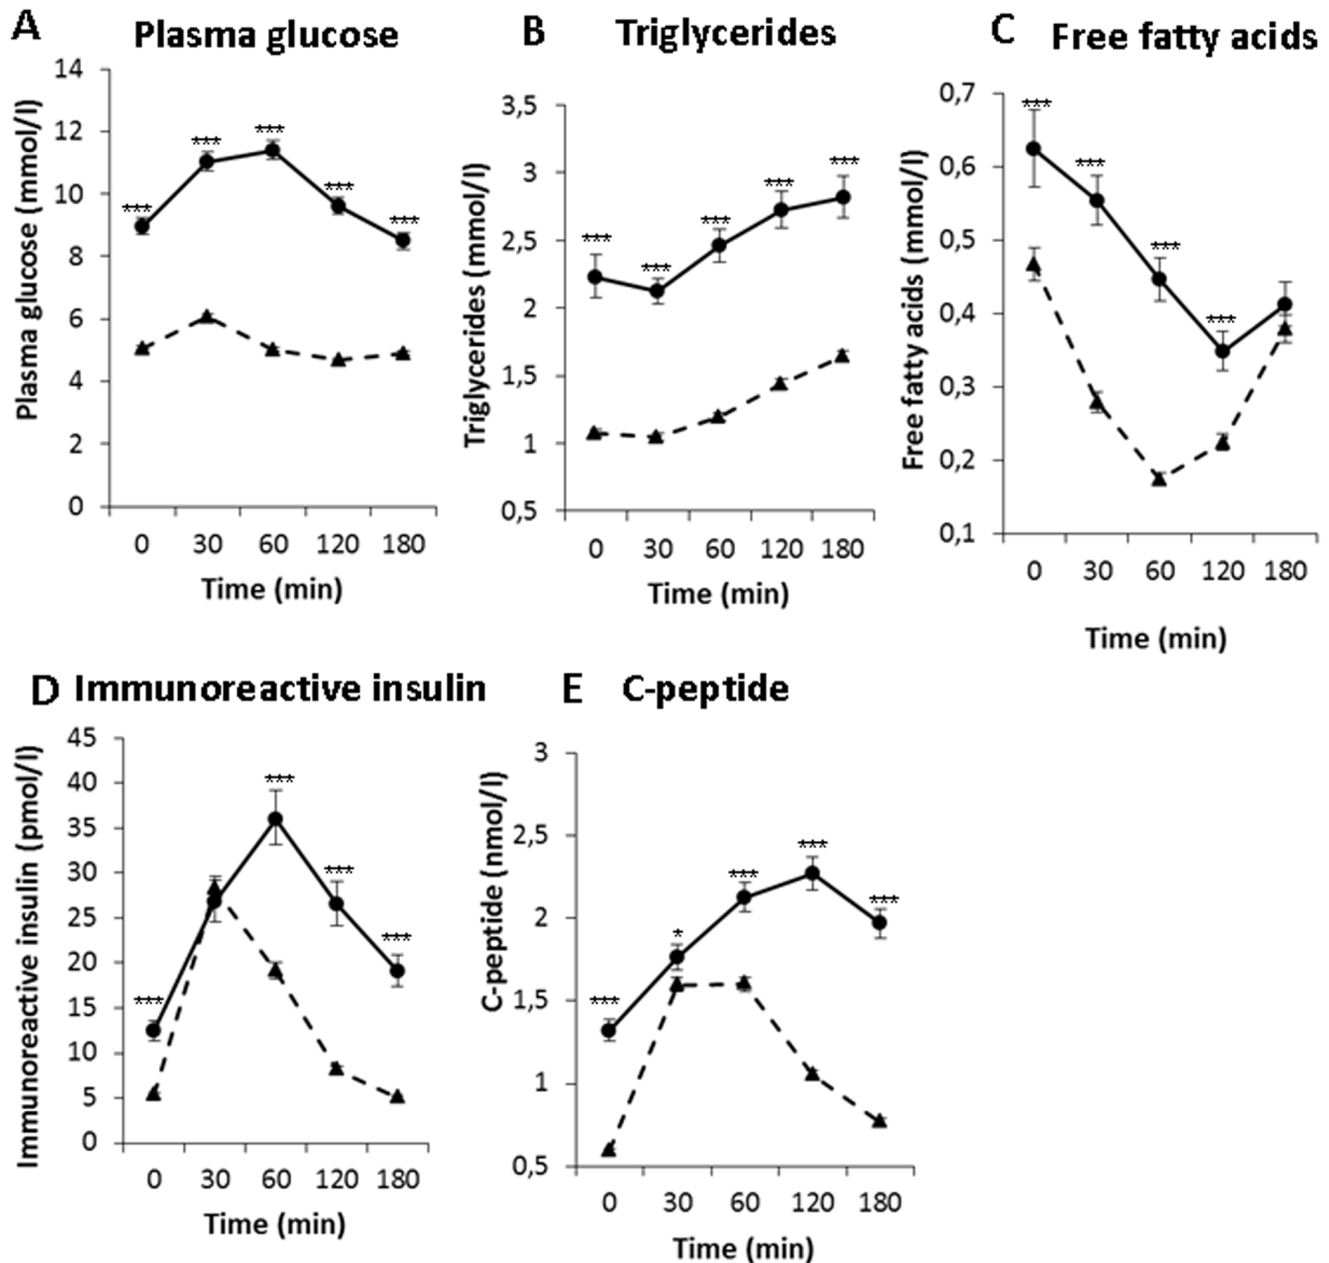 A Plasma glucose
Plasma glucose (mmol/l)
14
12
10
8
6
4
2
0
*** *** *** *** ***
0 30 60 120 180
Time (min)
B Triglycerides
Triglycerides (mmol/l)
3,5
3
2,5
2
1,5
1
0,5
*** *** *** *** ***
0 30 60 120 180
Time (min)
C Free fatty acids
Free fatty acids (mmol/l)
0,7
0,6
0,5
0,4
0,3
0,2
0,1
*** *** *** ***
0 30 60 120 180
Time (min)
D Immunoreactive insulin
Immunoreactive insulin (pmol/l)
45
40
35
30
25
20
15
10
5
0
*** *** *** ***
0 30 60 120 180
Time (min)
E C-peptide
C-peptide (nmol/l)
3
2,5
2
1,5
1
0,5
*** * *** *** ***
0 30 60 120 180
Time (min)